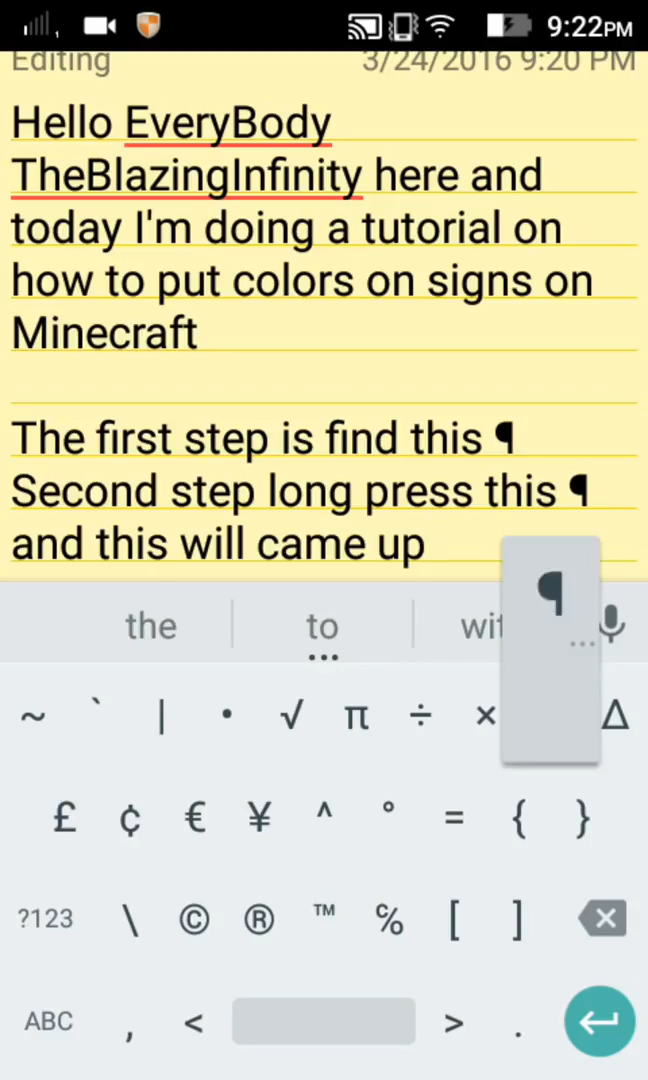 9:22PM
Editing 3/24/2016 9:20 PM
Hello EveryBody
TheBlazingInfinity here and
today I'm doing a tutorial on
how to put colors on signs on
Minecraft
The first step is find this ¶
Second step long press this ¶
and this will came up
¶
the to wit
~ ` | • √ π ÷ × Δ
£ ¢ € ¥ ^ ° = { }
?123 \ © ® ™ ℅ [ ]
ABC , < > .